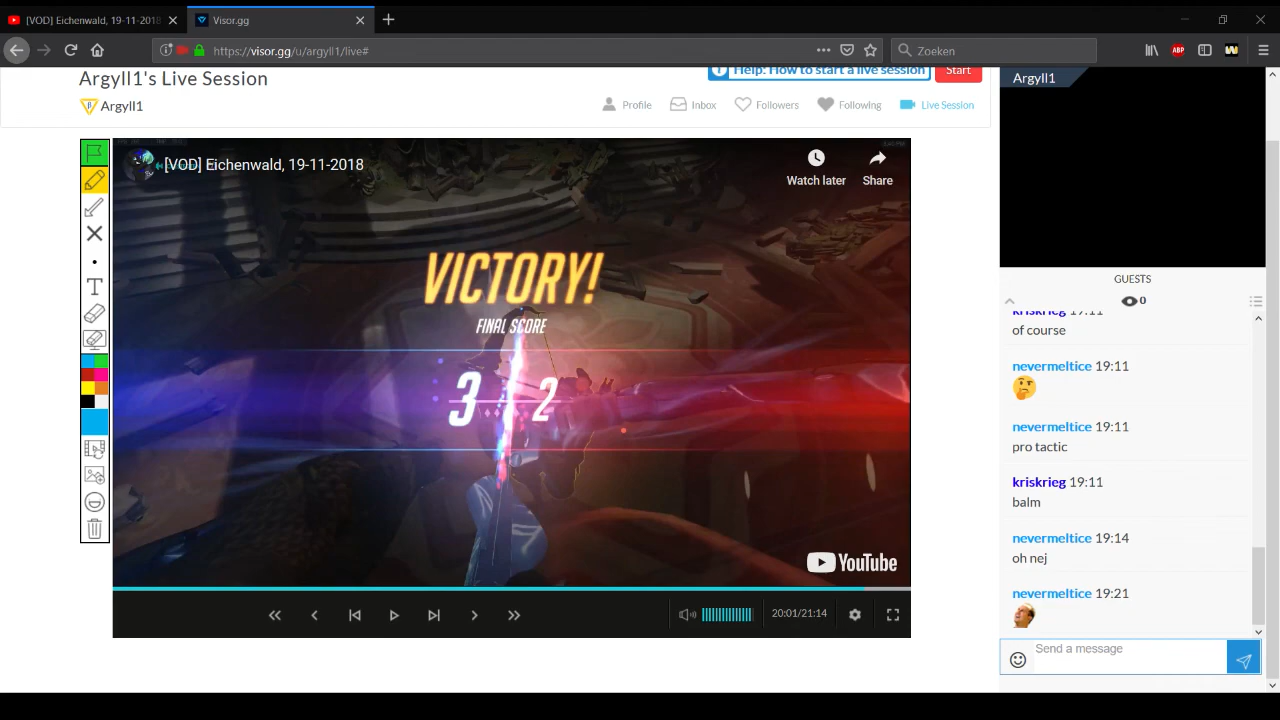 [VOD] Eichenwald, 19-11-2018
Visor.gg
https://visor.gg/u/argyll1/live#
Zoeken
ABP
Argyll1's Live Session
Help: How to start a live session
Start
Argyll1
Argyll1
Profile
Inbox
Followers
Following
Live Session
[VOD] Eichenwald, 19-11-2018
Watch later
Share
VICTORY!
FINAL SCORE
3
2
YouTube
T
20:01/21:14
GUESTS
0
kriskrieg 19:11
of course
nevermeltice 19:11
nevermeltice 19:11
pro tactic
kriskrieg 19:11
balm
nevermeltice 19:14
oh nej
nevermeltice 19:21
Send a message